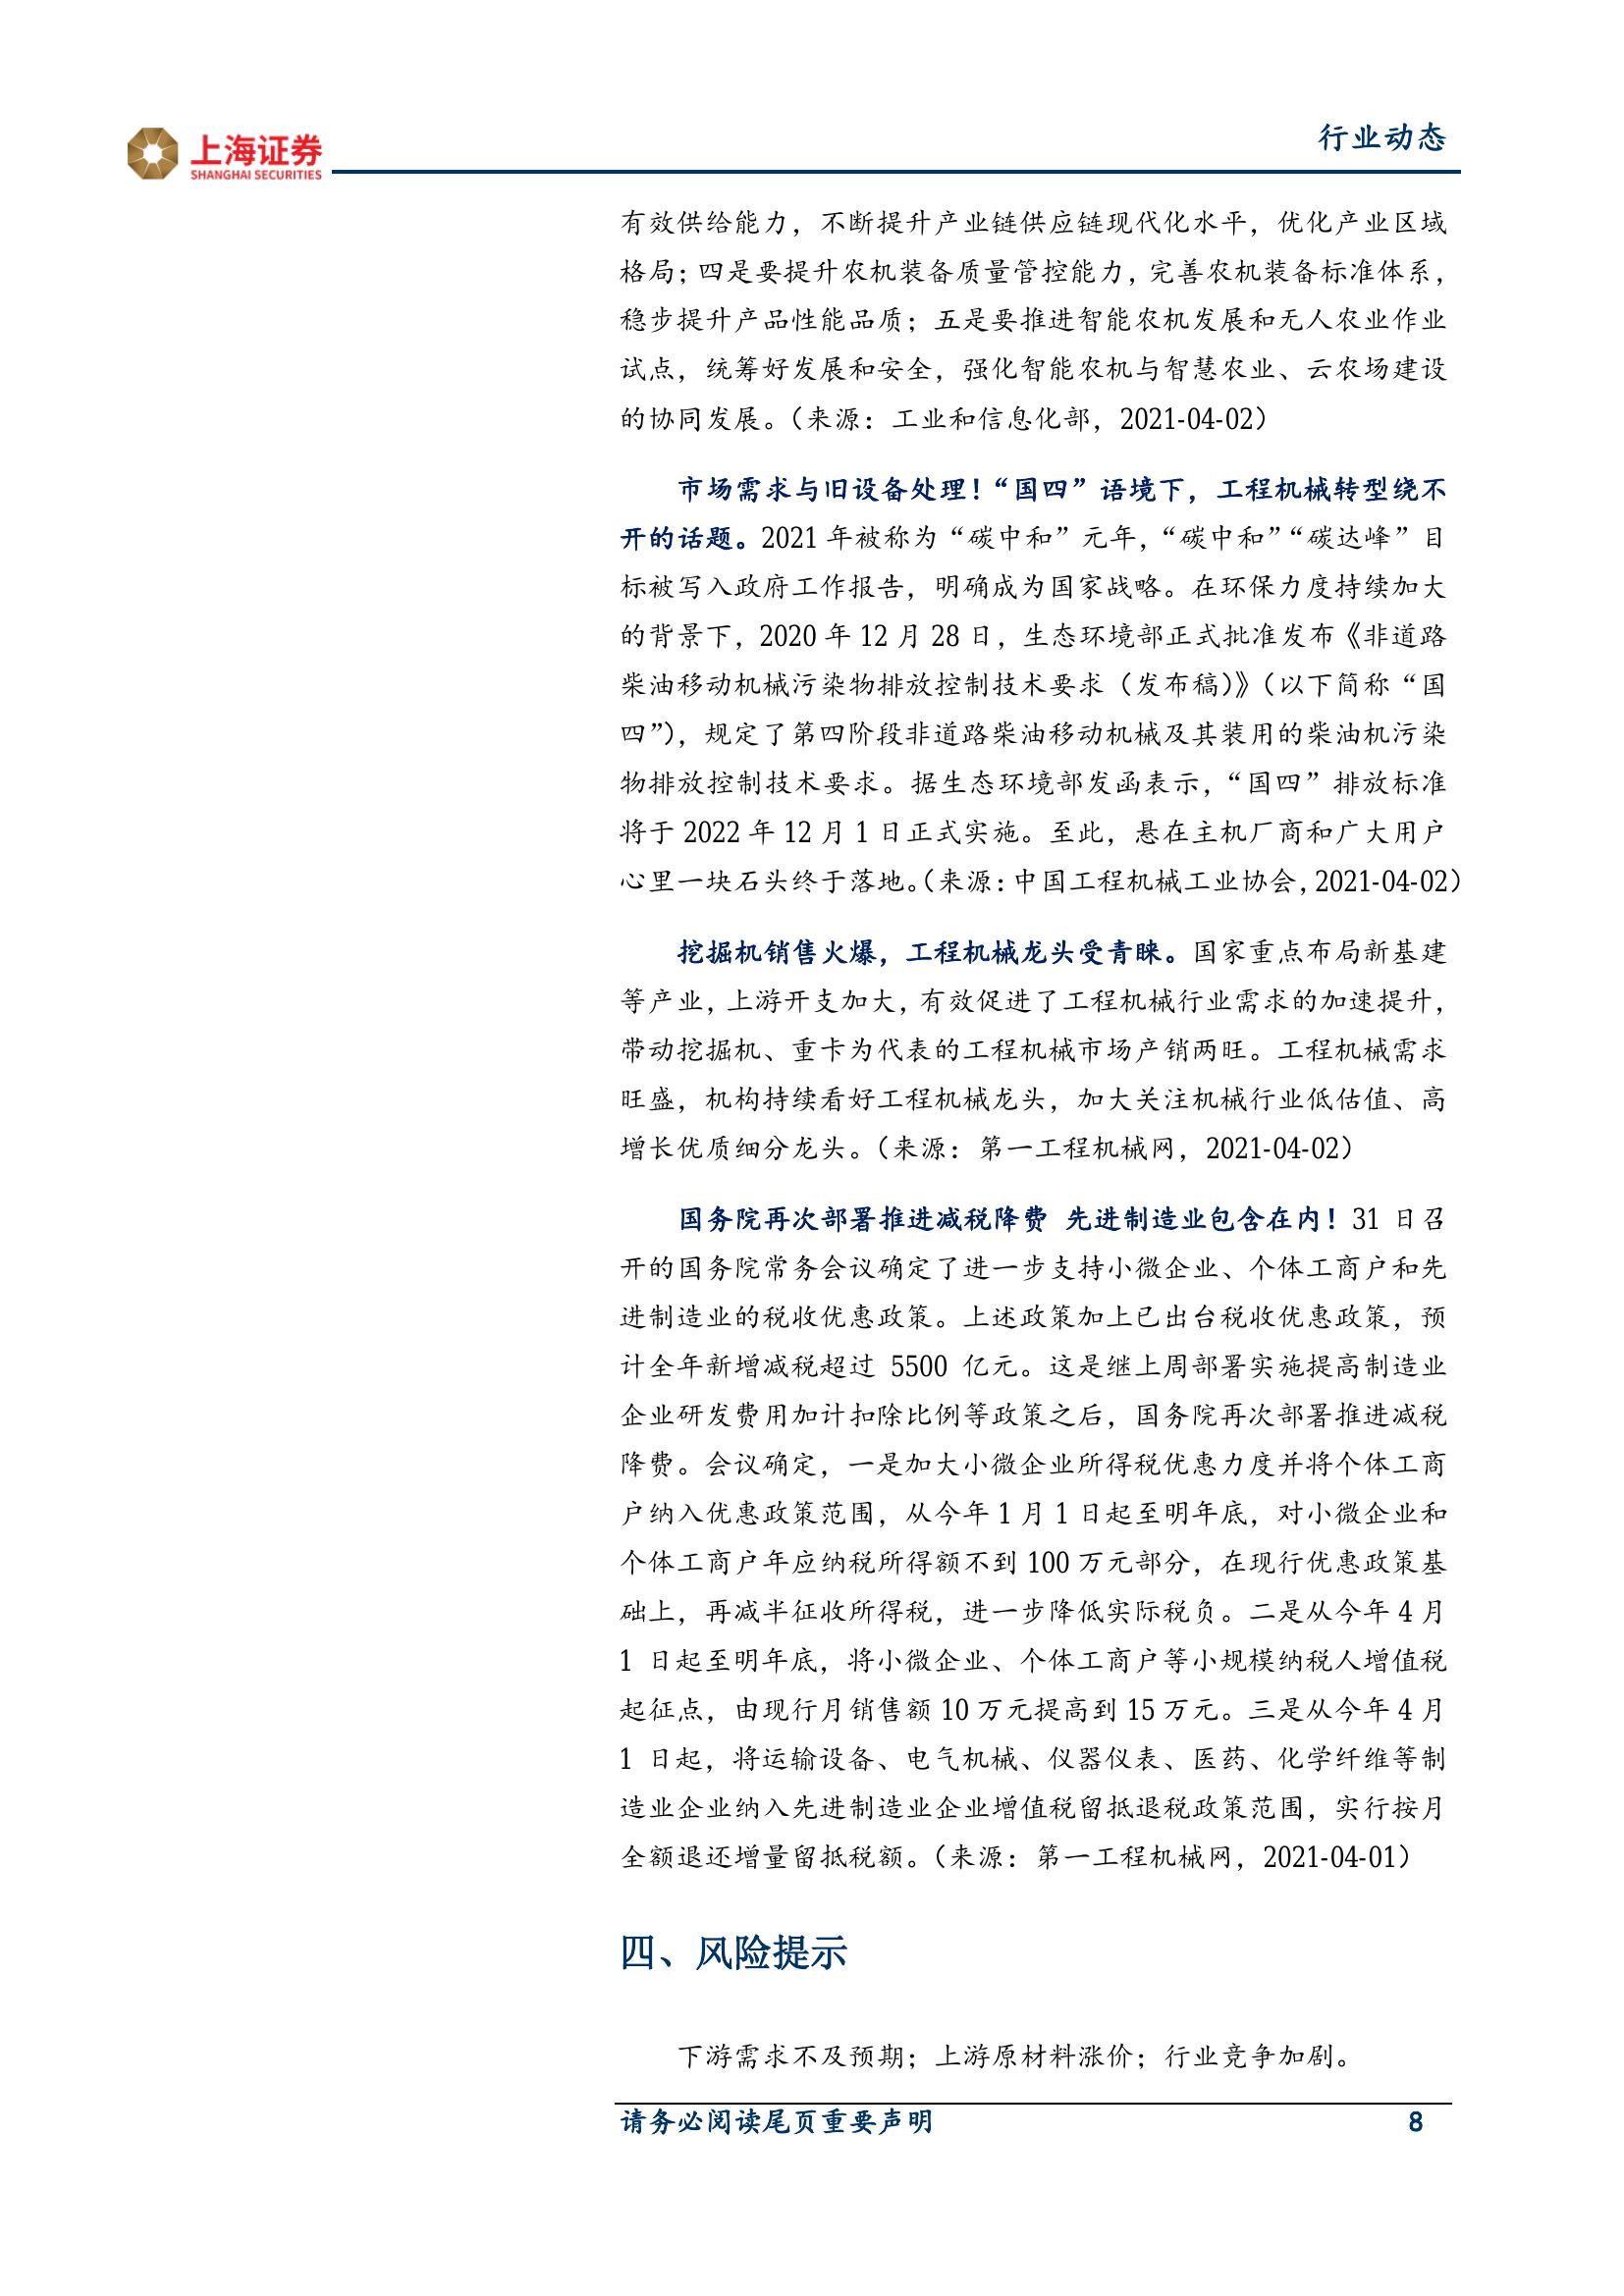 上海证券
SHANGHAI SECURITIES
行业动态
有效供给能力，不断提升产业链供应链现代化水平，优化产业区域
格局；四是要提升农机装备质量管控能力，完善农机装备标准体系，
稳步提升产品性能品质；五是要推进智能农机发展和无人农业作业
试点，统筹好发展和安全，强化智能农机与智慧农业、云农场建设
的协同发展。（来源：工业和信息化部，2021-04-02）
市场需求与旧设备处理！“国四”语境下，工程机械转型绕不
开的话题。2021 年被称为“碳中和”元年，“碳中和”“碳达峰”目
标被写入政府工作报告，明确成为国家战略。在环保力度持续加大
的背景下，2020 年 12 月 28 日，生态环境部正式批准发布《非道路
柴油移动机械污染物排放控制技术要求（发布稿）》（以下简称“国
四”），规定了第四阶段非道路柴油移动机械及其装用的柴油机污染
物排放控制技术要求。据生态环境部发函表示，“国四”排放标准
将于 2022 年 12 月 1 日正式实施。至此，悬在主机厂商和广大用户
心里一块石头终于落地。（来源：中国工程机械工业协会，2021-04-02）
挖掘机销售火爆，工程机械龙头受青睐。国家重点布局新基建
等产业，上游开支加大，有效促进了工程机械行业需求的加速提升，
带动挖掘机、重卡为代表的工程机械市场产销两旺。工程机械需求
旺盛，机构持续看好工程机械龙头，加大关注机械行业低估值、高
增长优质细分龙头。（来源：第一工程机械网，2021-04-02）
国务院再次部署推进减税降费 先进制造业包含在内！31 日召
开的国务院常务会议确定了进一步支持小微企业、个体工商户和先
进制造业的税收优惠政策。上述政策加上已出台税收优惠政策，预
计全年新增减税超过 5500 亿元。这是继上周部署实施提高制造业
企业研发费用加计扣除比例等政策之后，国务院再次部署推进减税
降费。会议确定，一是加大小微企业所得税优惠力度并将个体工商
户纳入优惠政策范围，从今年 1 月 1 日起至明年底，对小微企业和
个体工商户年应纳税所得额不到 100 万元部分，在现行优惠政策基
础上，再减半征收所得税，进一步降低实际税负。二是从今年 4 月
1 日起至明年底，将小微企业、个体工商户等小规模纳税人增值税
起征点，由现行月销售额 10 万元提高到 15 万元。三是从今年 4 月
1 日起，将运输设备、电气机械、仪器仪表、医药、化学纤维等制
造业企业纳入先进制造业企业增值税留抵退税政策范围，实行按月
全额退还增量留抵税额。（来源：第一工程机械网，2021-04-01）
四、风险提示
下游需求不及预期；上游原材料涨价；行业竞争加剧。
请务必阅读尾页重要声明 8